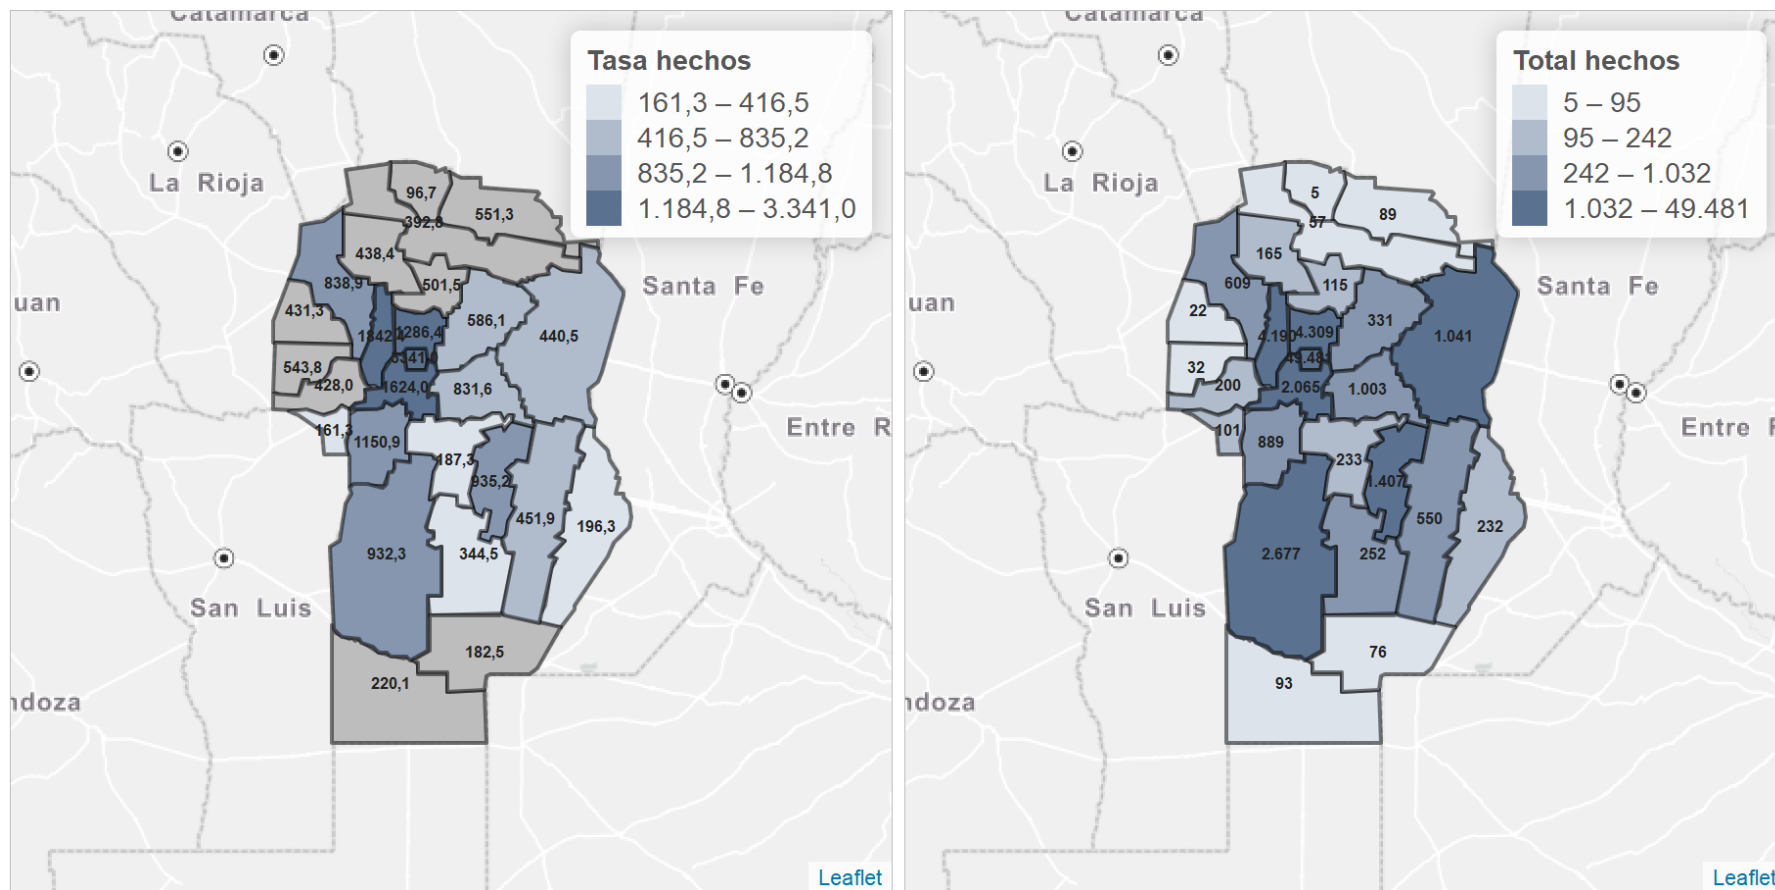 Catamarca
Tasa hechos
161,3 – 416,5
416,5 – 835,2
835,2 – 1.184,8
1.184,8 – 3.341,0
La Rioja
96,7
551,3
392,8
438,4
Santa Fe
838,9
501,5
uan
431,3
586,1
1286,4
440,5
543,8
428,0
1624,0
831,6
Entre R
161,3
1150,9
187,3
935,2
451,9
196,3
932,3
344,5
San Luis
182,5
220,1
ndoza
Leaflet
Catamarca
Total hechos
5 – 95
95 – 242
242 – 1.032
1.032 – 49.481
La Rioja
5
89
57
165
Santa Fe
609
115
uan
22
331
4.309
1.041
4.190
32
200
2.065
1.003
Entre R
101
889
233
1.407
550
232
2.677
252
San Luis
76
93
ndoza
Leaflet